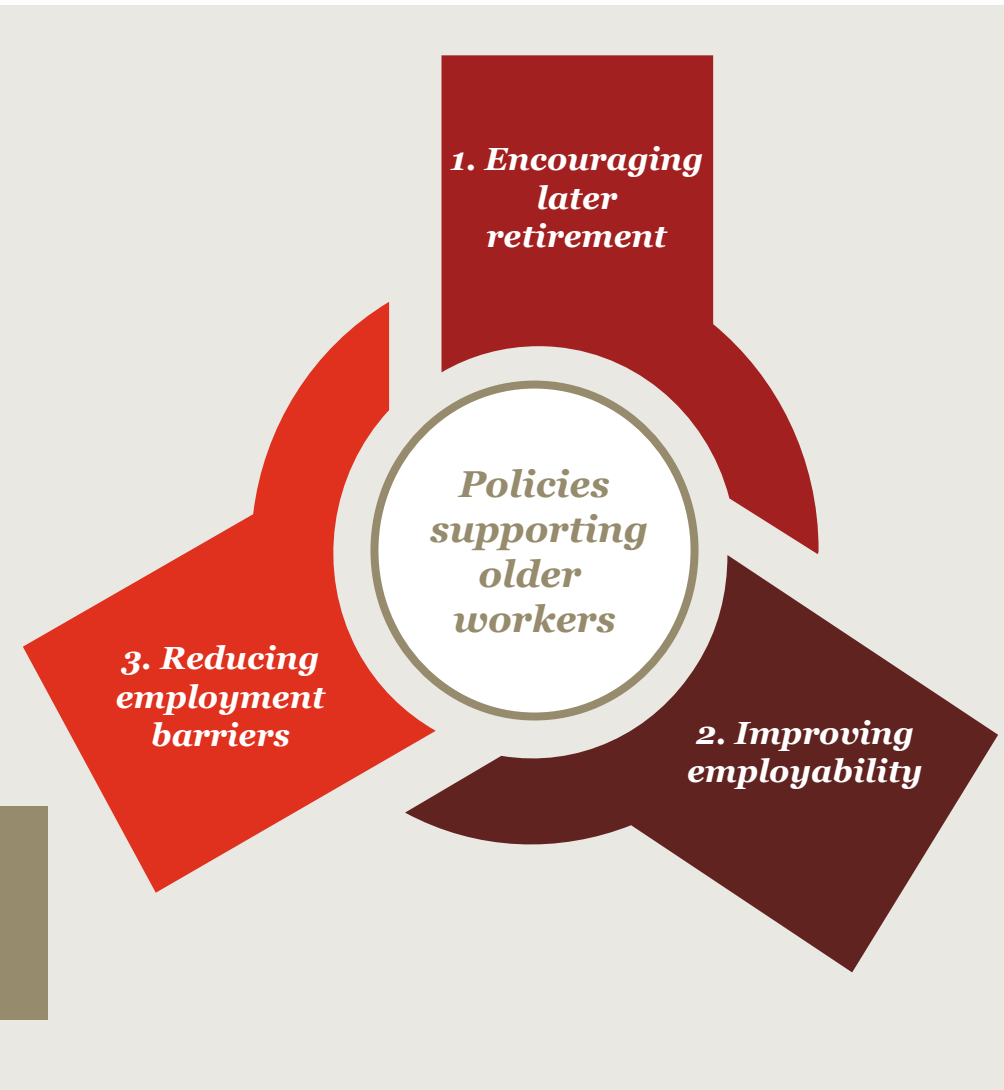 1. Encouraging
later
retirement
Policies
supporting
older
workers
3. Reducing
employment
barriers
2. Improving
employability